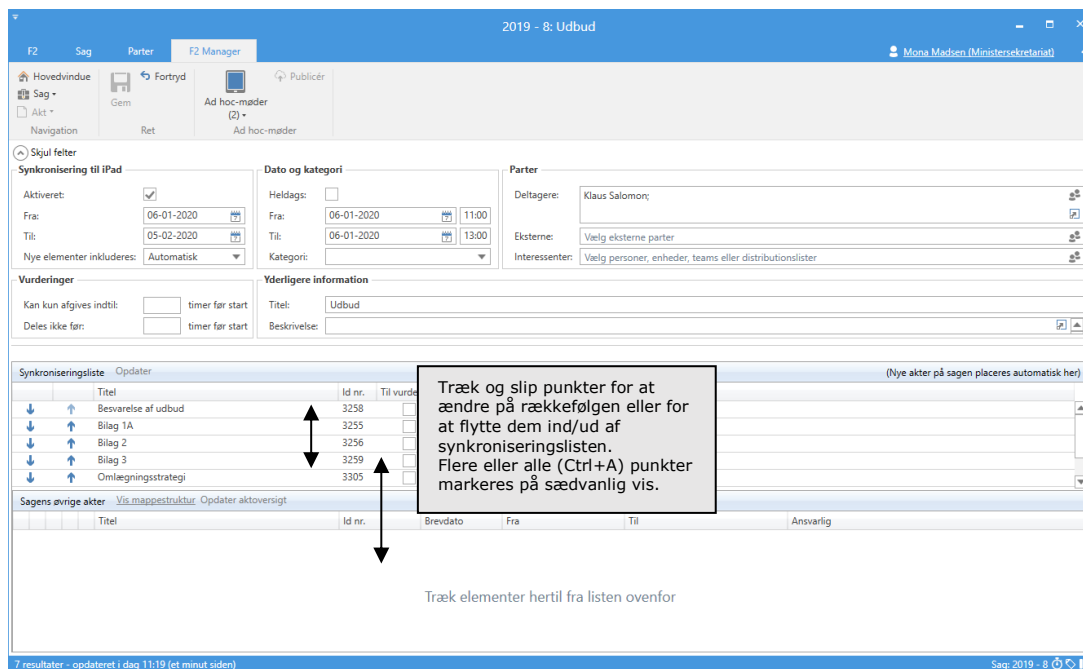 2019 - 8: Udbud
F2 Sag Parter F2 Manager Mona Madsen (Ministersekretariat)
Hovedvindue
Sag
Akt
Navigation
Gem
Fortryd
Ret
Ad hoc-møder
(2)
Publicér
Ad hoc-møder
Skjul felter
Synkronisering til iPad
Aktiveret:
Fra: 06-01-2020
Til: 05-02-2020
Nye elementer inkluderes: Automatisk
Dato og kategori
Heldags:
Fra: 06-01-2020 11:00
Til: 06-01-2020 13:00
Kategori:
Parter
Deltagere: Klaus Salomon;
Eksterne: Vælg eksterne parter
Interessenter: Vælg personer, enheder, teams eller distributionslister
Vurderinger
Kan kun afgives indtil: timer før start
Deles ikke før: timer før start
Yderligere information
Titel: Udbud
Beskrivelse:
Synkroniseringsliste Opdater (Nye akter på sagen placeres automatisk her)
Titel Id nr. Til vurde
Besvarelse af udbud 3258
Bilag 1A 3255
Bilag 2 3256
Bilag 3 3259
Omlægningsstrategi 3305
Træk og slip punkter for at
ændre på rækkefølgen eller for
at flytte dem ind/ud af
synkroniseringslisten.
Flere eller alle (Ctrl+A) punkter
markeres på sædvanlig vis.
Sagens øvrige akter Vis mappestruktur Opdater aktoversigt
Titel Id nr. Brevdato Fra Til Ansvarlig
Træk elementer hertil fra listen ovenfor
7 resultater - opdateret i dag 11:19 (et minut siden) Sag: 2019 - 8